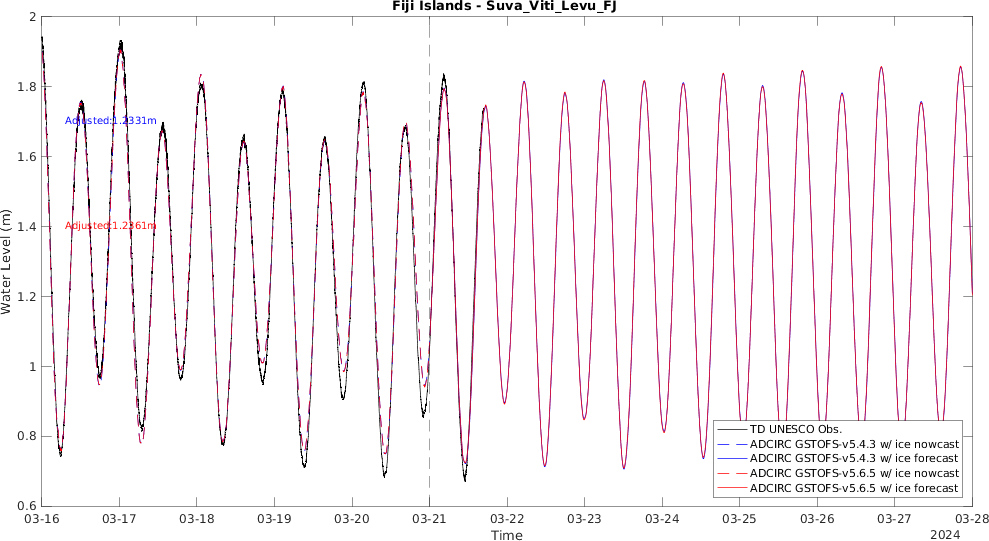 Fiji Islands - Suva_Viti_Levu_FJ
2
1.8
1.6
1.4
1.2
1
0.8
0.6
Water Level (m)
Adjusted:1.2331m
Adjusted:1.2361m
TD UNESCO Obs.
ADCIRC GSTOFS-v5.4.3 w/ ice nowcast
ADCIRC GSTOFS-v5.4.3 w/ ice forecast
ADCIRC GSTOFS-v5.6.5 w/ ice nowcast
ADCIRC GSTOFS-v5.6.5 w/ ice forecast
03-16 03-17 03-18 03-19 03-20 03-21 03-22 03-23 03-24 03-25 03-26 03-27 03-28
Time
2024